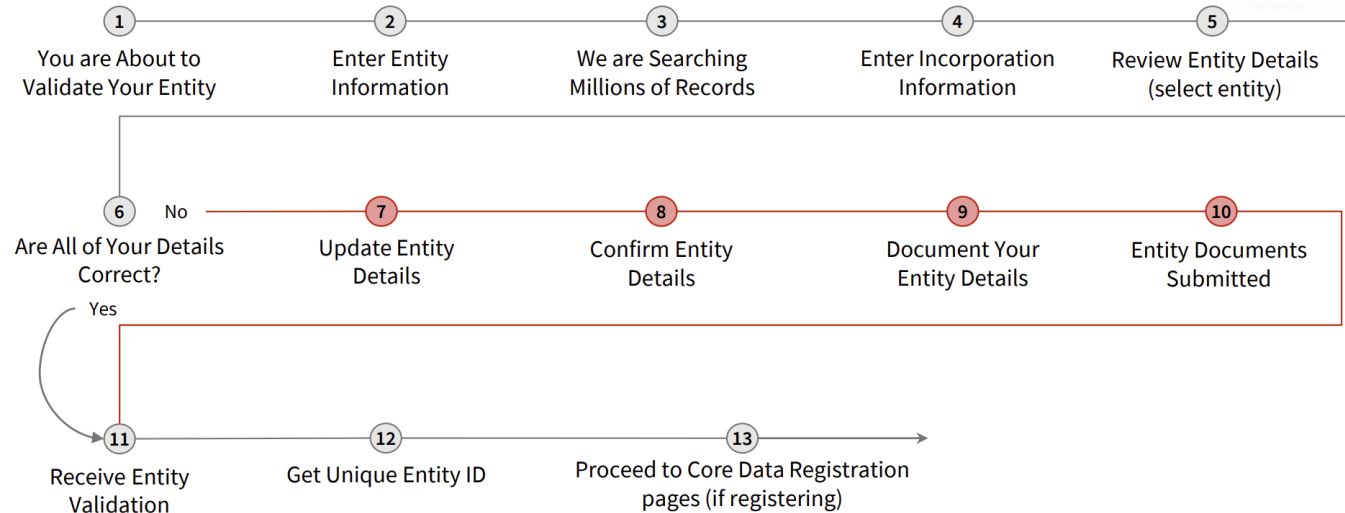 1
2
3
4
5
You are About to
Validate Your Entity
Enter Entity
Information
We are Searching
Millions of Records
Enter Incorporation
Information
Review Entity Details
(select entity)
6
No
7
8
9
10
Are All of Your Details
Correct?
Update Entity
Details
Confirm Entity
Details
Document Your
Entity Details
Entity Documents
Submitted
Yes
11
12
13
Receive Entity
Validation
Get Unique Entity ID
Proceed to Core Data Registration
pages (if registering)